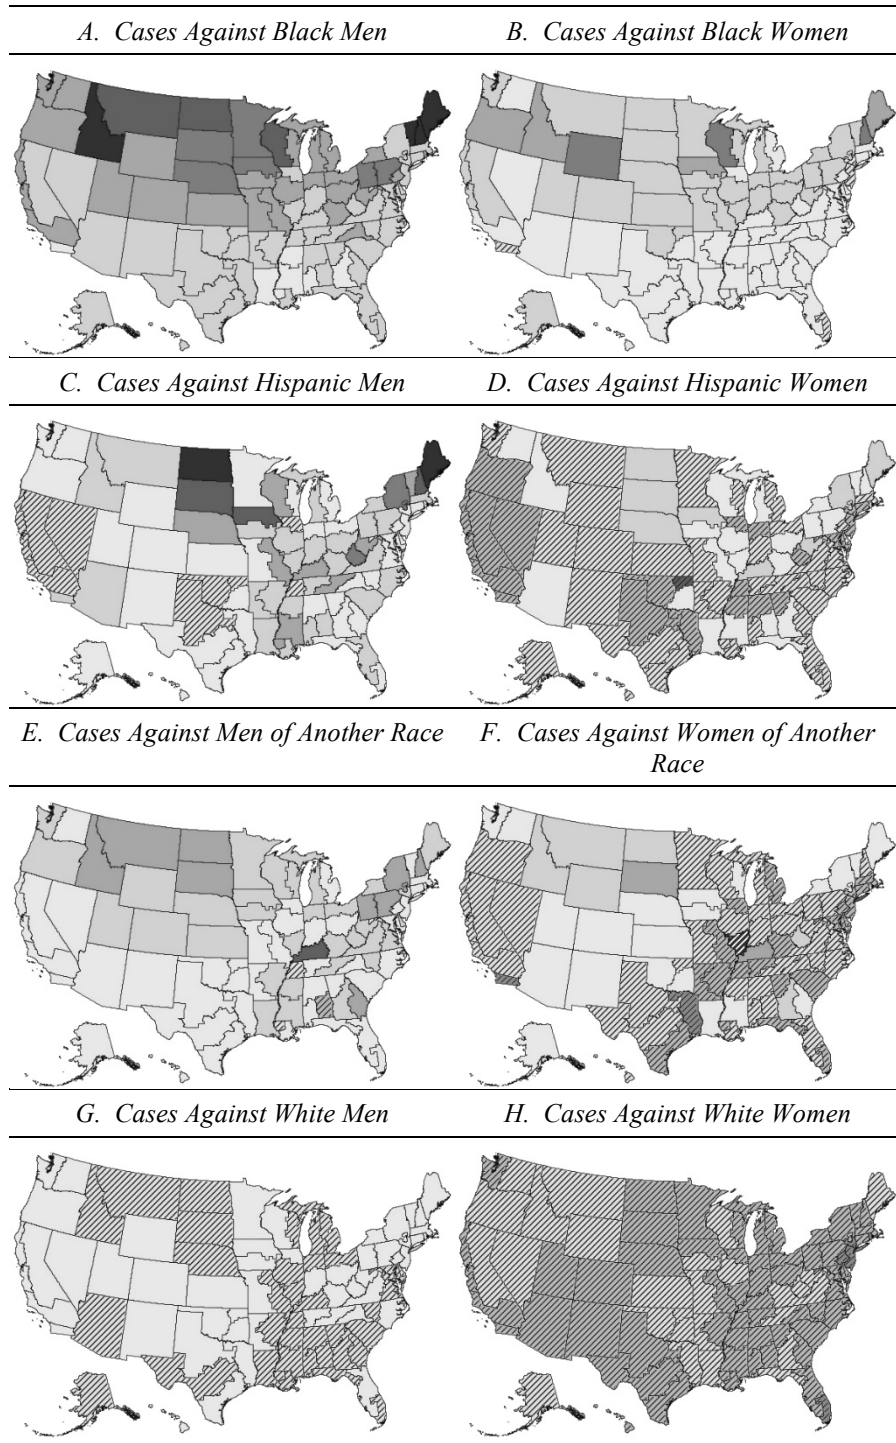 A. Cases Against Black Men
B. Cases Against Black Women
C. Cases Against Hispanic Men
D. Cases Against Hispanic Women
E. Cases Against Men of Another Race
F. Cases Against Women of Another
Race
G. Cases Against White Men
H. Cases Against White Women